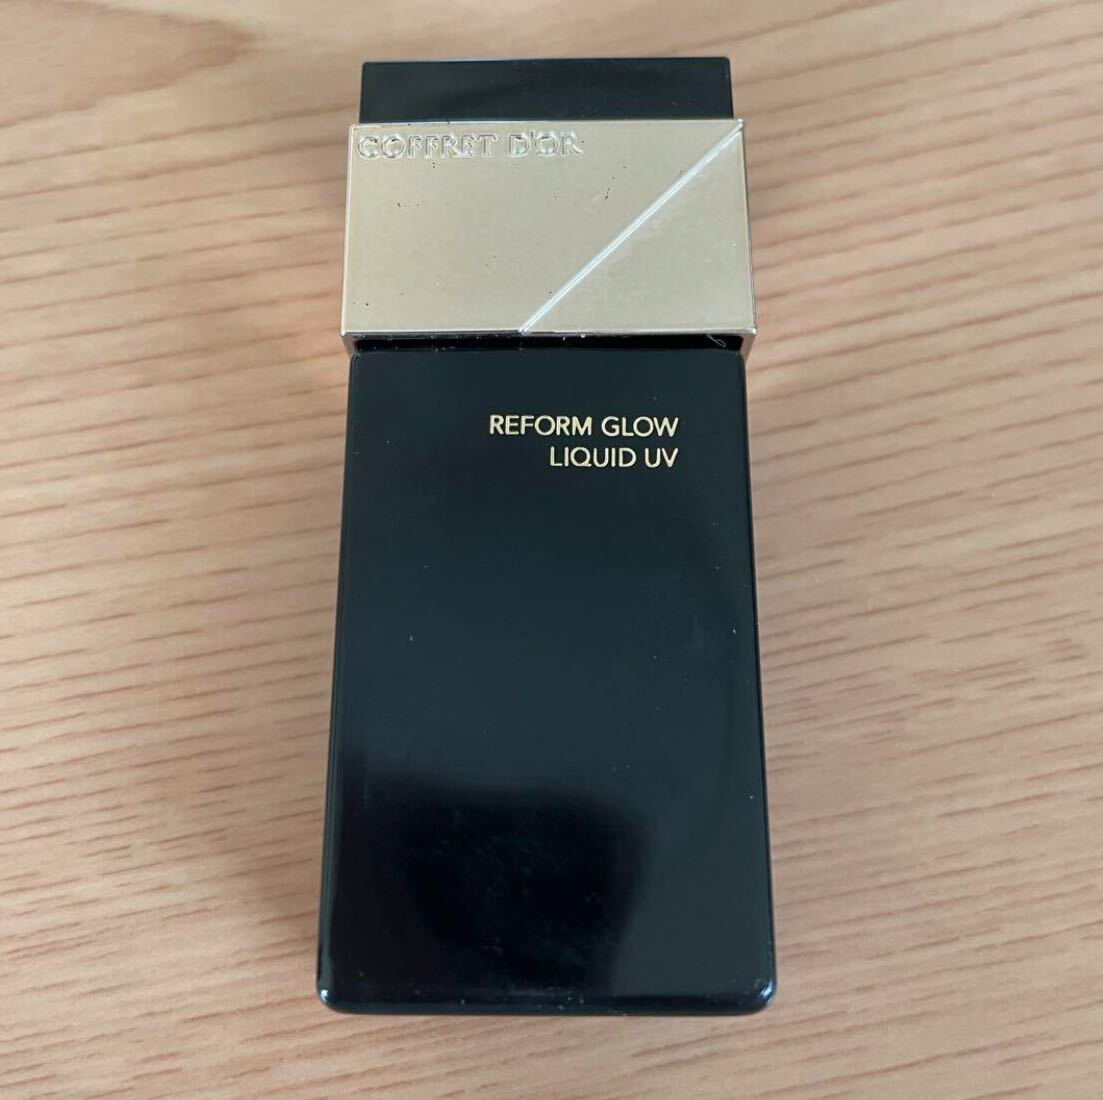 COFFRET D'OR
REFORM GLOW
LIQUID UV